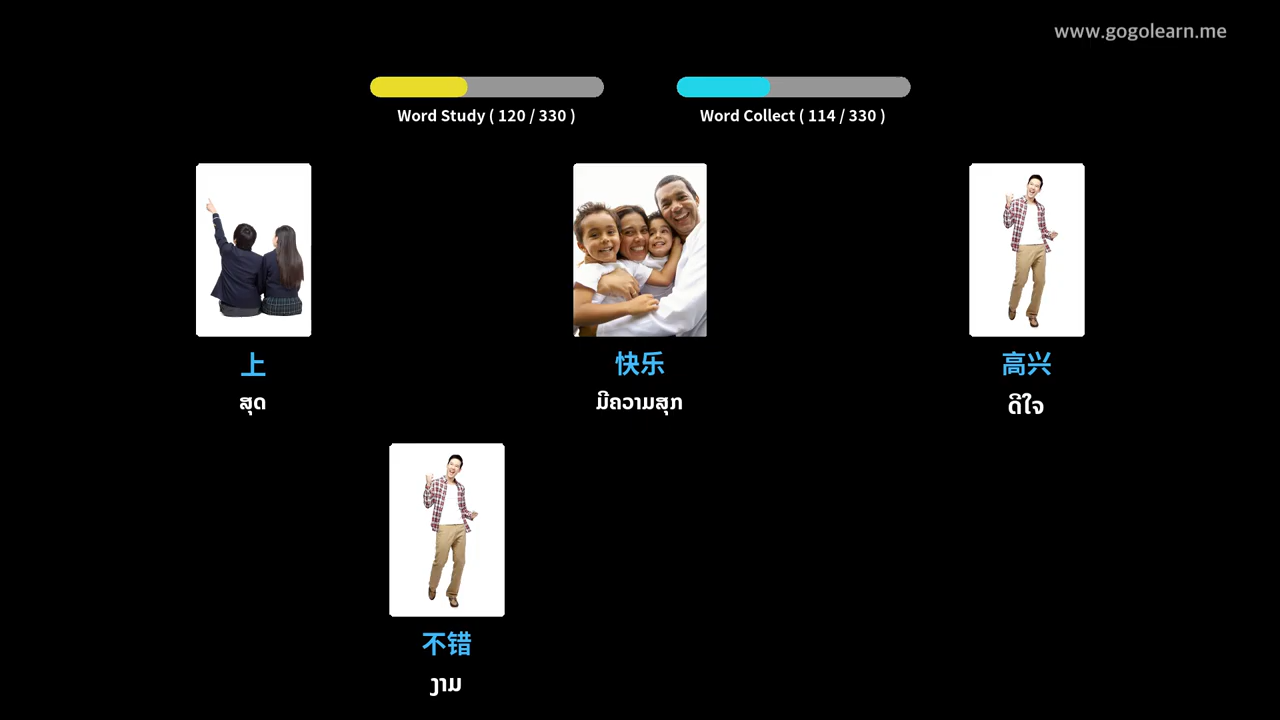 www.gogolearn.me
Word Study ( 120 / 330 )
Word Collect ( 114 / 330 )
上
ສຸດ
快乐
ມີຄວາມສຸກ
高兴
ດີໃຈ
不错
ງາມ